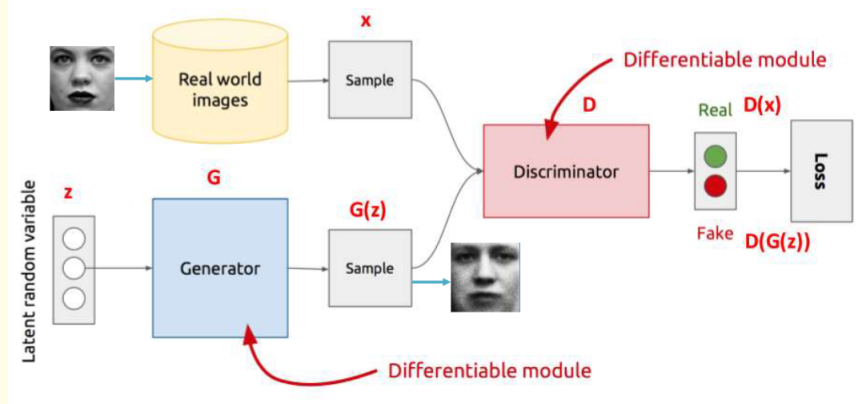 x
Real world
images
Sample
Differentiable module
D
Real D(x)
Discriminator
Loss
Fake D(G(z))
Latent random variable
z
G
Generator
G(z)
Sample
Differentiable module